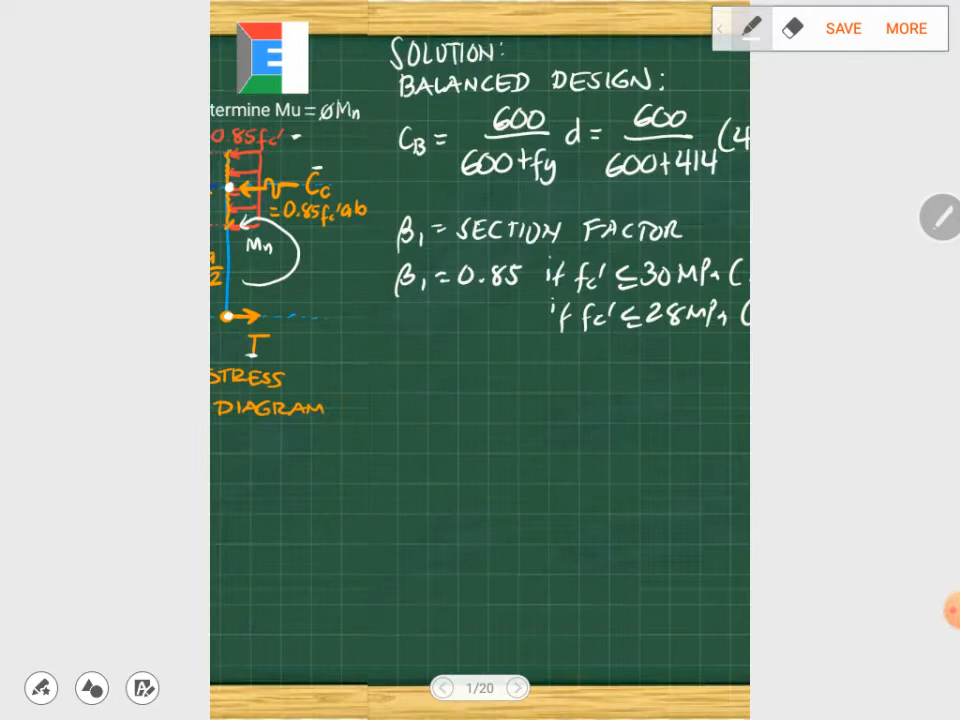 SAVE
MORE
E
termine Mu = ØMn
0.85fc'
Cc
= 0.85fc'ab
Mn
a/2
T
STRESS
DIAGRAM
SOLUTION:
BALANCED DESIGN:
CB = 600/600+fy d = 600/600+414 (4
β1 = SECTION FACTOR
β1 = 0.85 if fc' ≤ 30 MPa (
if fc' ≤ 28 MPa (
1/20